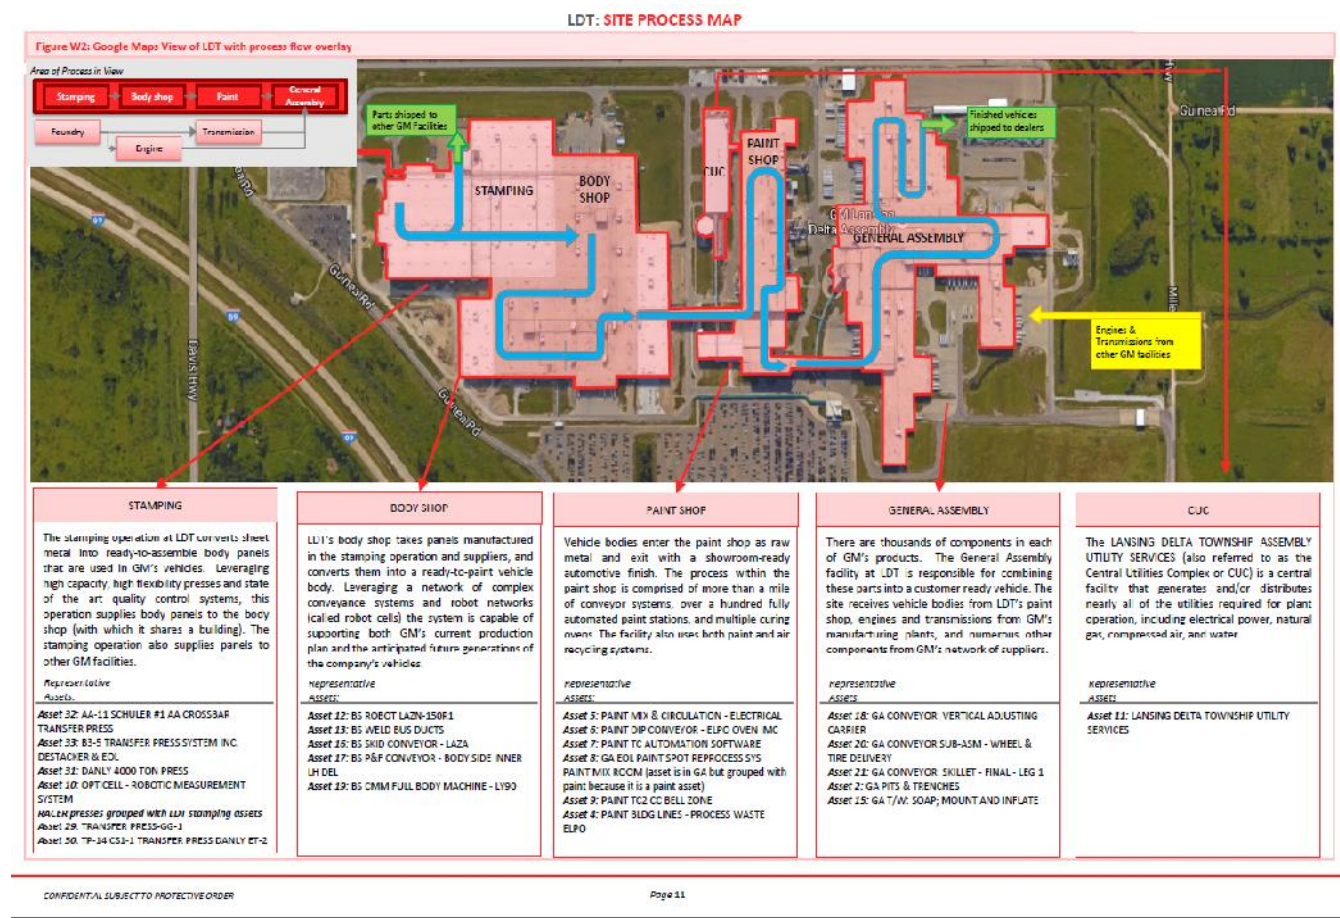 LDT: SITE PROCESS MAP
Figure W2: Google Maps View of LDT with process flow overlay
Area of Process in View
Stamping
Body shop
Paint
General
Assembly
Foundry
Engine
Transmission
Parts shipped to
other GM Facilities
STAMPING
BODY
SHOP
CUC
PAINT
SHOP
Finished vehicles
shipped to dealers
GM Lansing
Delta Assembly
GENERAL ASSEMBLY
Engines &
Transmissions from
other GM facilities
Guinea Rd
Guinea Rd
Guinea Rd
Davis Hwy
69
Hwy
STAMPING
The stamping operation at LDT converts sheet
metal into ready-to-assemble body panels
that are used in GM's vehicles. Leveraging
high capacity, high flexibility presses and state
of the art quality control systems, this
operation supplies body panels to the body
shop (with which it shares a building). The
stamping operation also supplies panels to
other GM facilities.
Representative
Assets:
Asset 32: AA-11 SCHULER #1 AA CROSSBAR
TRANSFER PRESS
Asset 33: B3-5 TRANSFER PRESS SYSTEM INC.
DESTACKER & EOL
Asset 31: DANLY 4000 TON PRESS
Asset 10: OPTICELL - ROBOTIC MEASUREMENT
SYSTEM
RACER presses grouped with LDT stamping assets
Asset 29: TRANSFER PRESS-GG-1
Asset 30: TP-14 CS1-1 TRANSFER PRESS DANLY ET-2
BODY SHOP
LDT's body shop takes panels manufactured
in the stamping operation and suppliers, and
converts them into a ready-to-paint vehicle
body. Leveraging a network of complex
conveyance systems and robot networks
(called robot cells) the system is capable of
supporting both GM's current production
plan and the anticipated future generations of
the company's vehicles
Representative
Assets:
Asset 12: BS ROBOT LAZN-150R1
Asset 13: BS WELD BUS DUCTS
Asset 16: BS SKID CONVEYOR - LAZA
Asset 17: BS P&F CONVEYOR - BODY SIDE INNER
LH DEL
Asset 19: BS CMM FULL BODY MACHINE - LY90
PAINT SHOP
Vehicle bodies enter the paint shop as raw
metal and exit with a showroom-ready
automotive finish. The process within the
paint shop is comprised of more than a mile
of conveyor systems, over a hundred fully
automated paint stations, and multiple curing
ovens. The facility also uses both paint and air
recycling systems.
Representative
Assets:
Asset 5: PAINT MIX & CIRCULATION - ELECTRICAL
Asset 6: PAINT DIP CONVEYOR - ELPO OVEN IMC
Asset 7: PAINT TC AUTOMATION SOFTWARE
Asset 8: GA EOL PAINT SPOT REPROCESS SYS
PAINT MIX ROOM (asset is in GA but grouped with
paint because it is a paint asset)
Asset 9: PAINT TC2 CC BELL ZONE
Asset 4: PAINT BLDG LINES - PROCESS WASTE
ELPO
GENERAL ASSEMBLY
There are thousands of components in each
of GM's products. The General Assembly
facility at LDT is responsible for combining
these parts into a customer ready vehicle. The
site receives vehicle bodies from LDT's paint
shop, engines and transmissions from GM's
manufacturing plants, and numerous other
components from GM's network of suppliers.
Representative
Assets
Asset 18: GA CONVEYOR: VERTICAL ADJUSTING
CARRIER
Asset 20: GA CONVEYOR SUB-ASM - WHEEL &
TIRE DELIVERY
Asset 21: GA CONVEYOR: SKILLET - FINAL - LEG 1
Asset 2: GA PITS & TRENCHES
Asset 15: GA T/W: SOAP; MOUNT AND INFLATE
CUC
The LANSING DELTA TOWNSHIP ASSEMBLY
UTILITY SERVICES (also referred to as the
Central Utilities Complex or CUC) is a central
facility that generates and/or distributes
nearly all of the utilities required for plant
operation, including electrical power, natural
gas, compressed air, and water
Representative
Assets
Asset 11: LANSING DELTA TOWNSHIP UTILITY
SERVICES
CONFIDENTIAL SUBJECT TO PROTECTIVE ORDER
Page 11